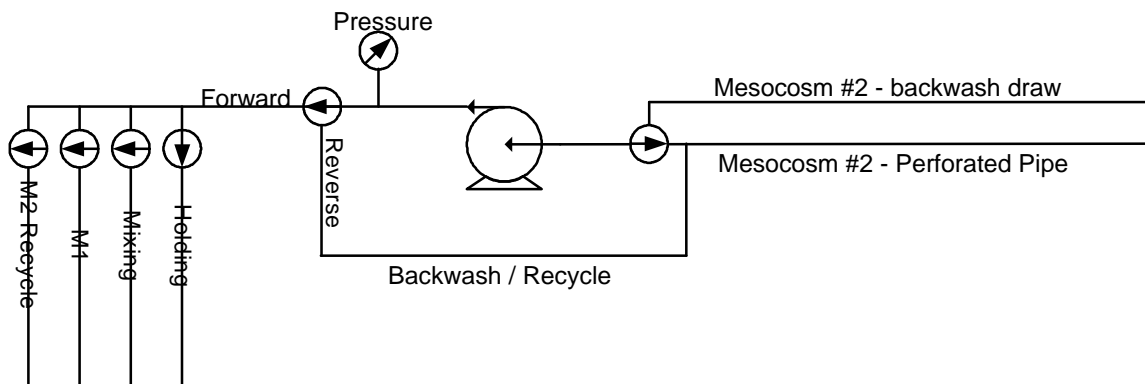 Pressure
Forward
Mesocosm #2 - backwash draw
Mesocosm #2 - Perforated Pipe
Reverse
Backwash / Recycle
M2 Recycle
M1
Mixing
Holding